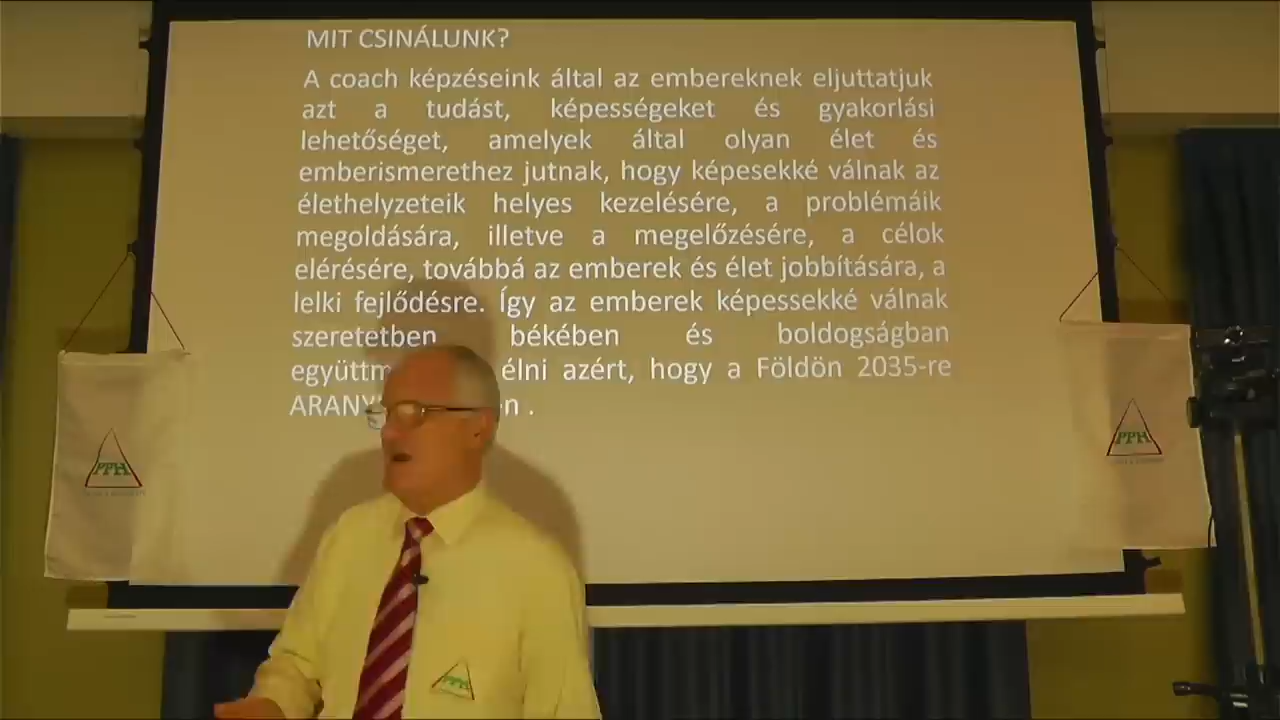 MIT CSINÁLUNK?
A coach képzéseink által az embereknek eljuttatjuk
azt a tudást, képességeket és gyakorlási
lehetőséget, amelyek által olyan élet és
emberismerethez jutnak, hogy képesekké válnak az
élethelyzeteik helyes kezelésére, a problémáik
megoldására, illetve a megelőzésére, a célok
elérésére, továbbá az emberek és élet jobbítására, a
lelki fejlődésre. Így az emberek képessekké válnak
szeretetben békében és boldogságban
együttm élni azért, hogy a Földön 2035-re
ARANY n .
PPH
PPH
PPH